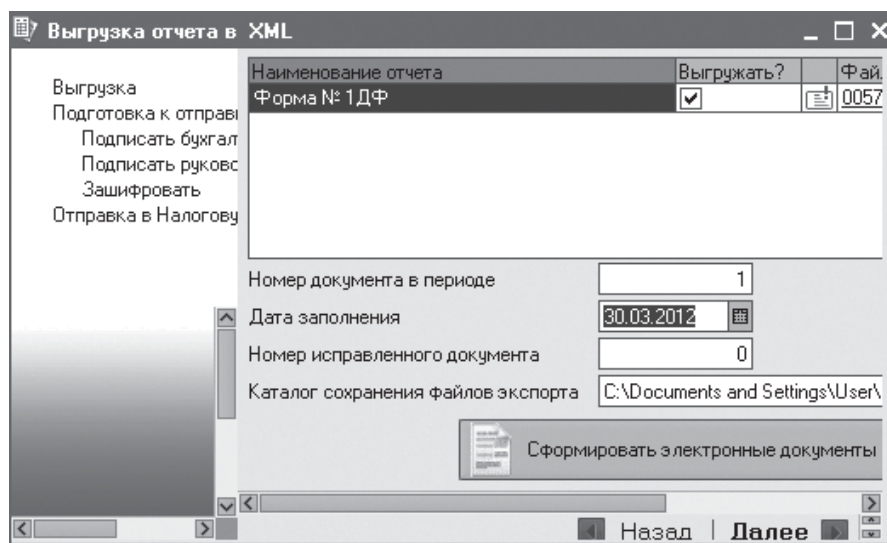 Выгрузка отчета в XML
Выгрузка
Подготовка к отправ
Подписать бухгал
Подписать руковс
Зашифровать
Отправка в Налогову
Наименование отчета Выгружать? Фай.
Форма № 1ДФ 0057
Номер документа в периоде 1
Дата заполнения 30.03.2012
Номер исправленного документа 0
Каталог сохранения файлов экспорта C:\Documents and Settings\User\
Сформировать электронные документы
Назад | Далее